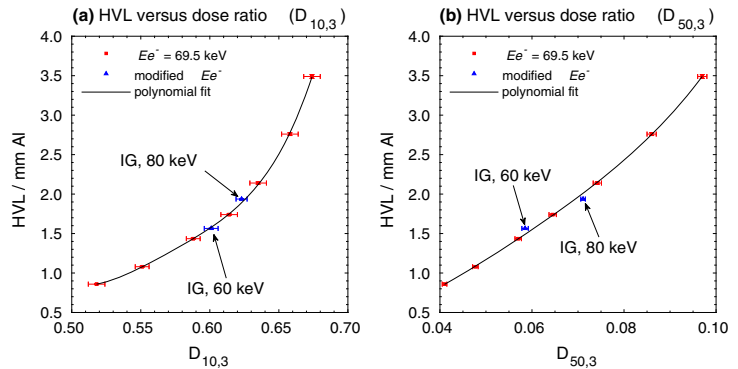 (a) HVL versus dose ratio (D10,3)
HVL / mm Al
4.0
3.5
3.0
2.5
2.0
1.5
1.0
0.5
Ee- = 69.5 keV
modified Ee-
polynomial fit
IG, 80 keV
IG, 60 keV
0.50 0.55 0.60 0.65 0.70
D10,3
(b) HVL versus dose ratio (D50,3)
HVL / mm Al
4.0
3.5
3.0
2.5
2.0
1.5
1.0
0.5
Ee- = 69.5 keV
modified Ee-
polynomial fit
IG, 60 keV
IG, 80 keV
0.04 0.06 0.08 0.10
D50,3